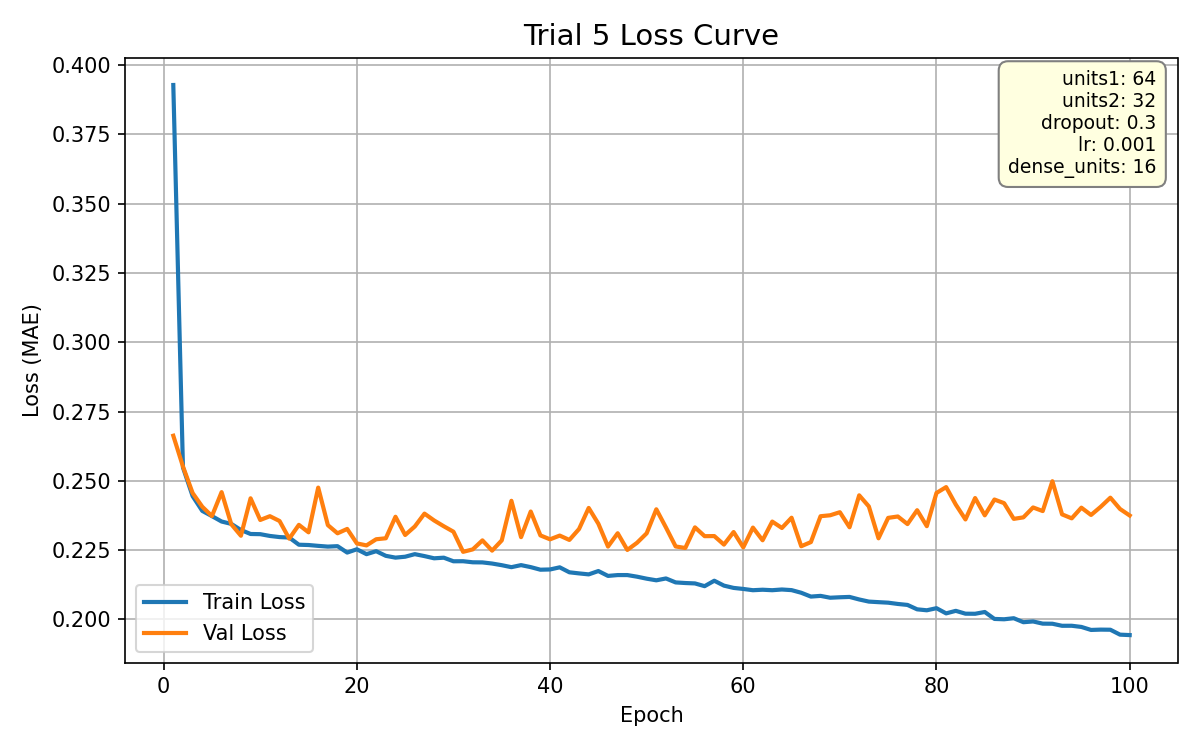 Trial 5 Loss Curve
units1: 64
units2: 32
dropout: 0.3
lr: 0.001
dense_units: 16
Loss (MAE)
0.400
0.375
0.350
0.325
0.300
0.275
0.250
0.225
0.200
Train Loss
Val Loss
0 20 40 60 80 100
Epoch